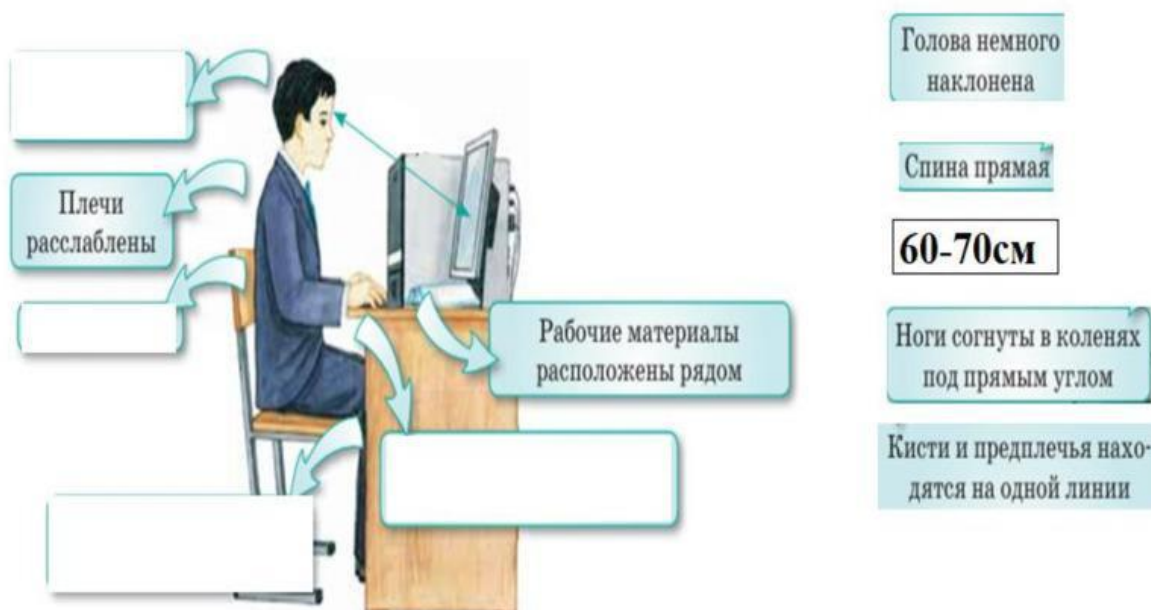 Плечи
расслаблены
Рабочие материалы
расположены рядом
Голова немного
наклонена
Спина прямая
60-70см
Ноги согнуты в коленях
под прямым углом
Кисти и предплечья нахо-
дятся на одной линии